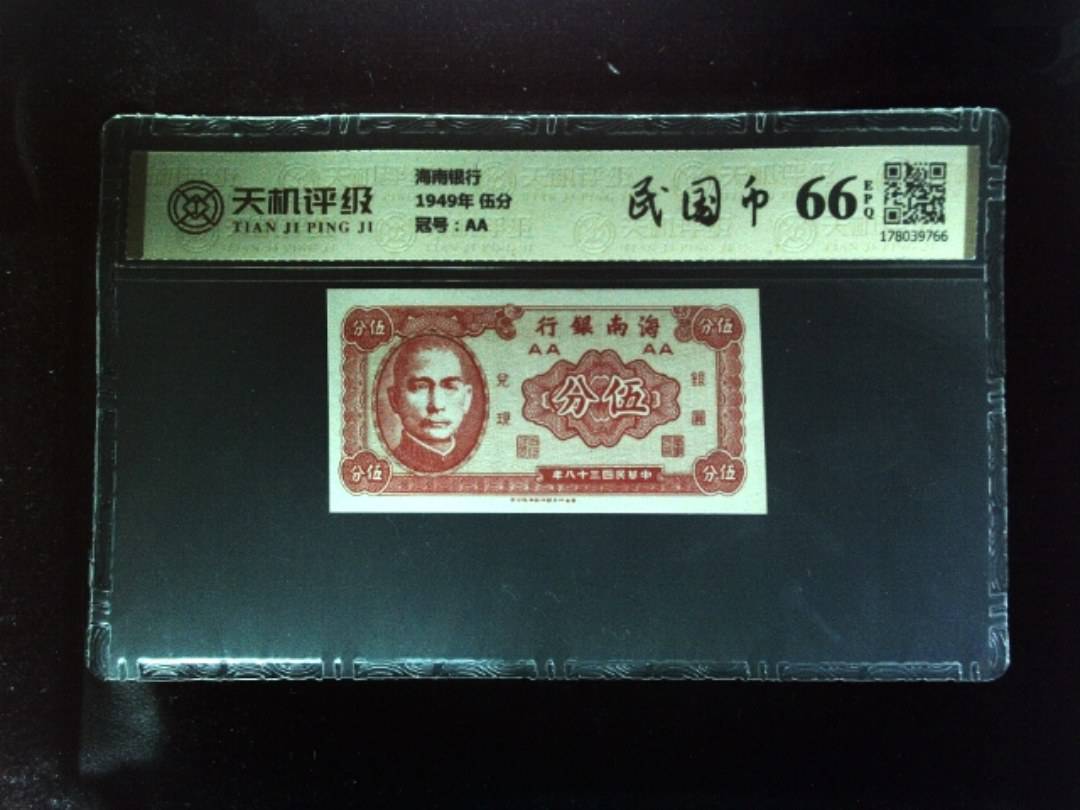 天机评级
TIAN JI PING JI
海南银行
1949年 伍分
冠号：AA
民国币
66
EPQ
178039766
分伍
行銀南海
分伍
AA
AA
兌現
分伍
銀圓
分伍
年八十三國民華中
分伍